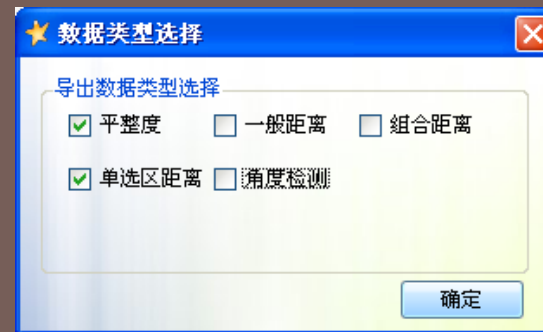 数据类型选择
导出数据类型选择
平整度 一般距离 组合距离
单选区距离 角度检测
确定